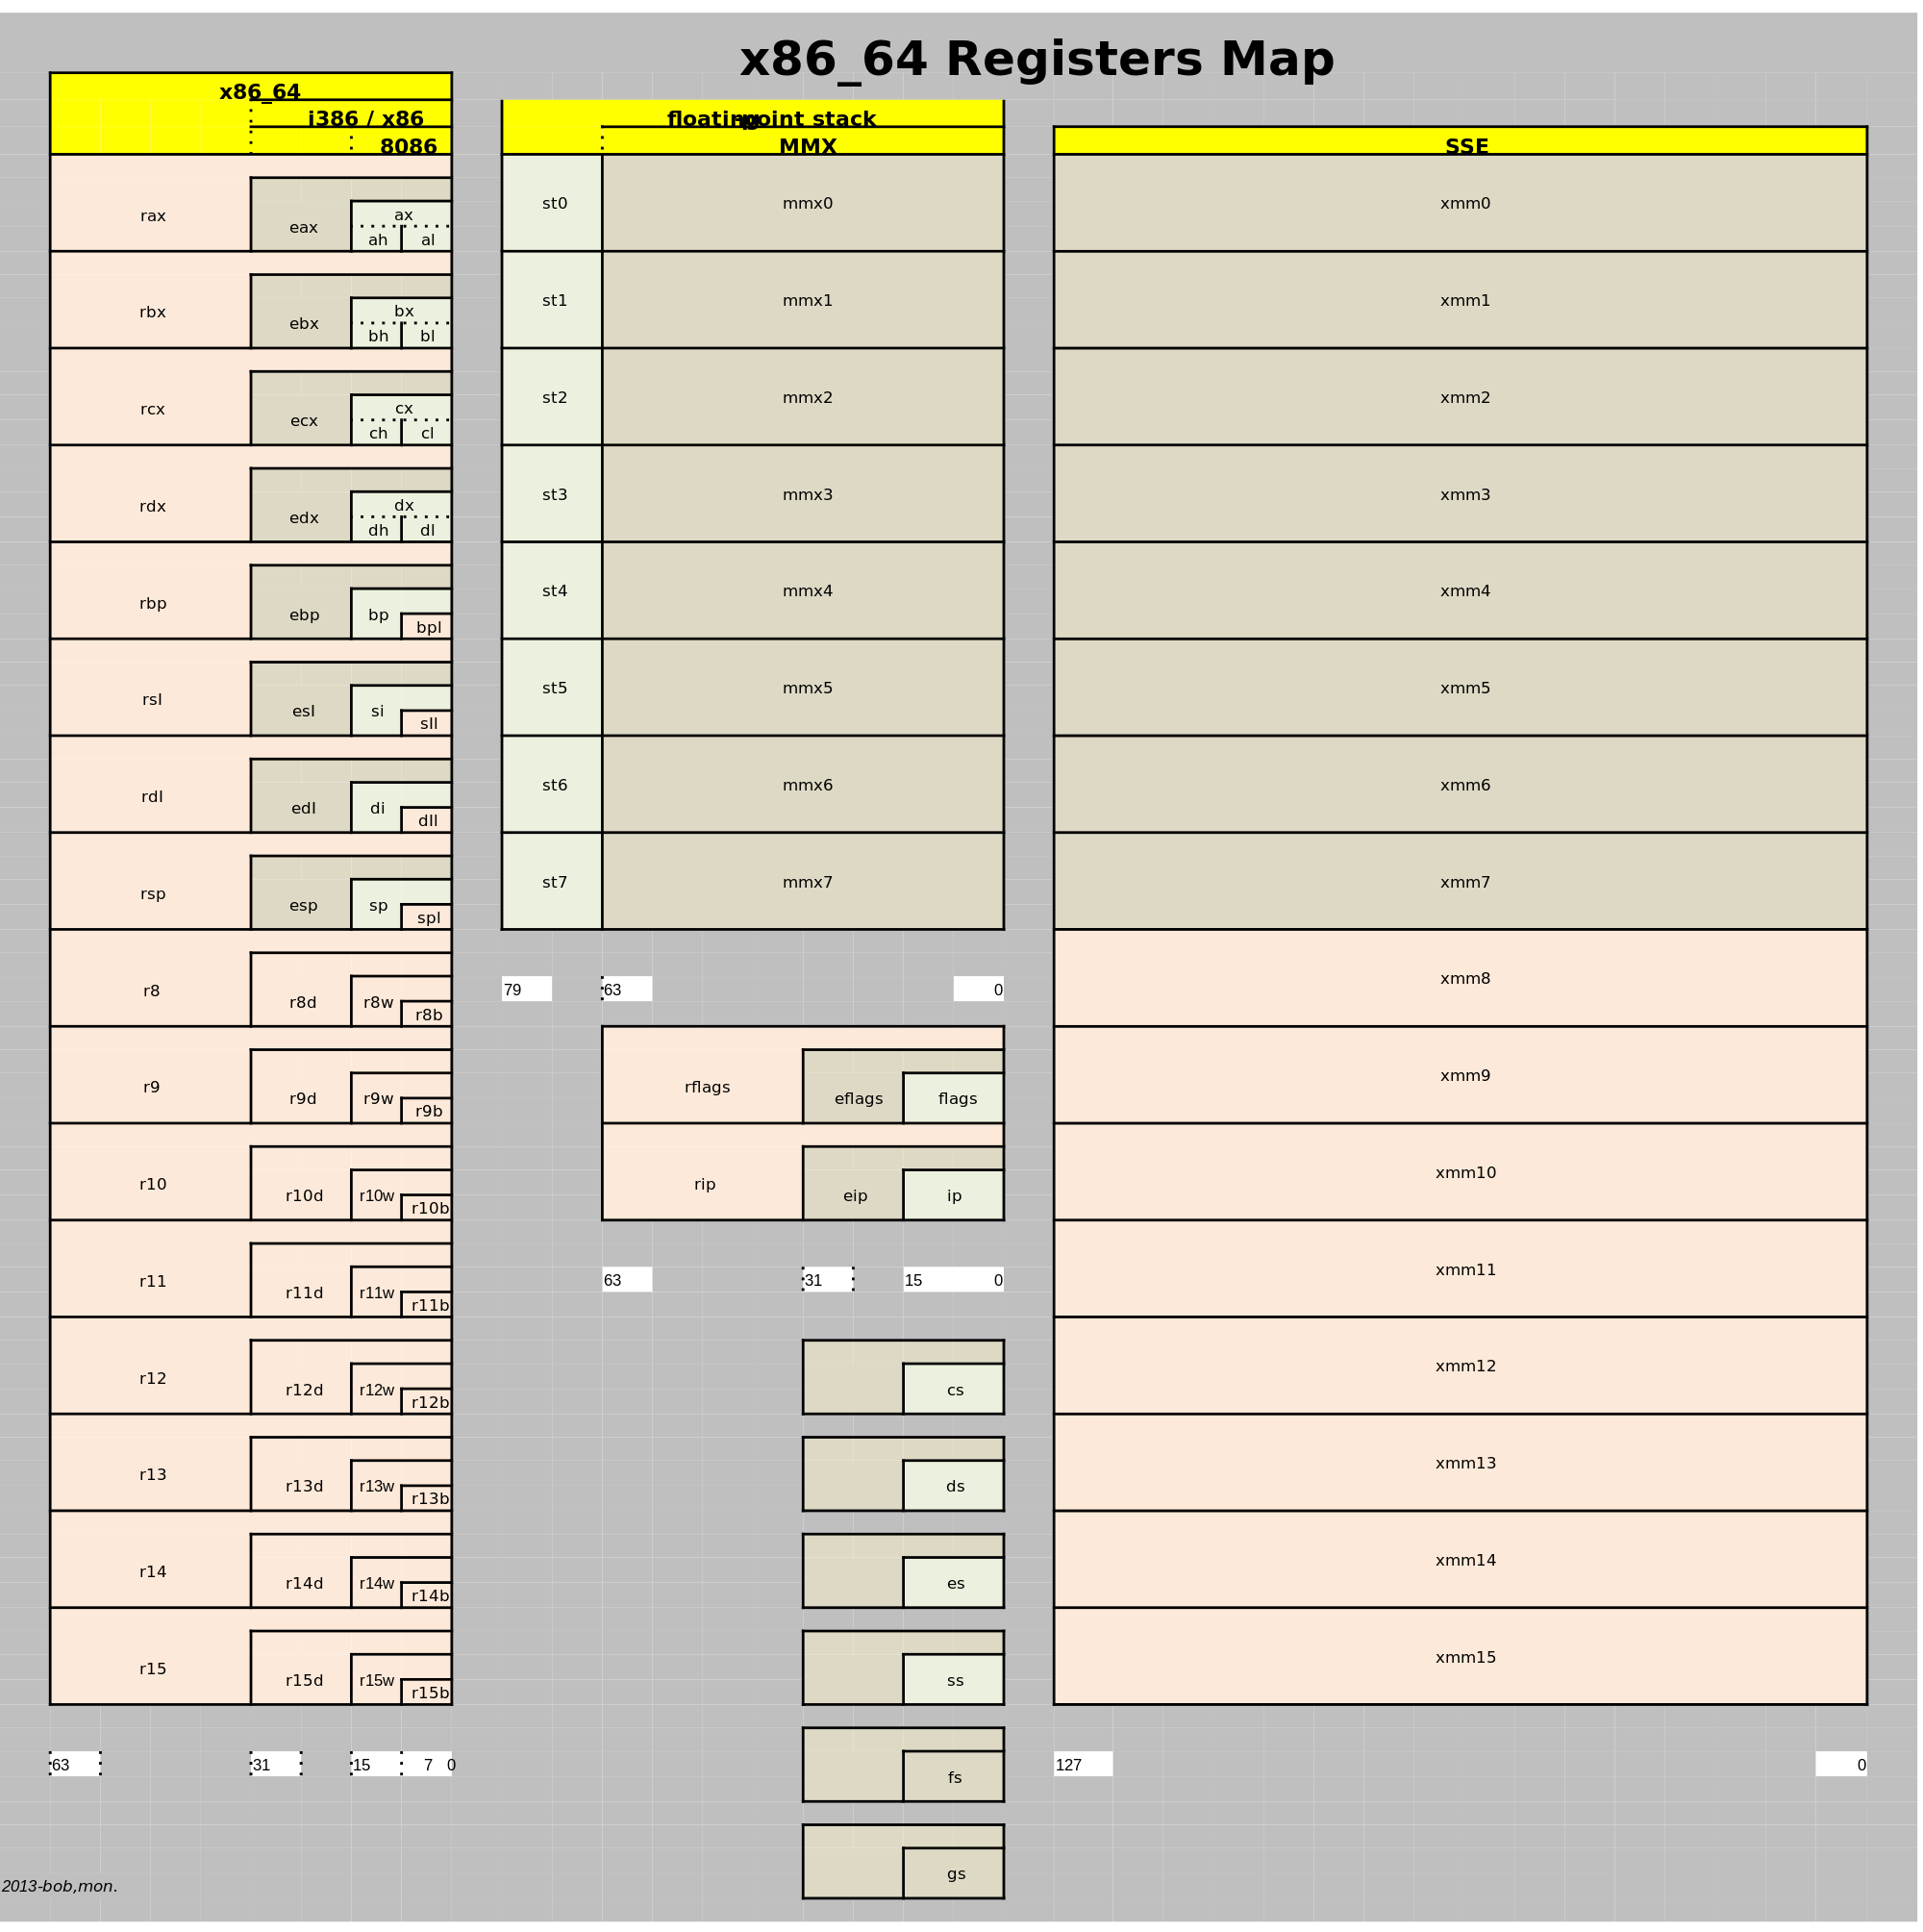 x86_64 Registers Map
x86_64
i386 / x86
8086
rax
eax
ax
ah
al
rbx
ebx
bx
bh
bl
rcx
ecx
cx
ch
cl
rdx
edx
dx
dh
dl
rbp
ebp
bp
bpl
rsl
esl
si
sll
rdl
edl
di
dll
rsp
esp
sp
spl
r8
r8d
r8w
r8b
r9
r9d
r9w
r9b
r10
r10d
r10w
r10b
r11
r11d
r11w
r11b
r12
r12d
r12w
r12b
r13
r13d
r13w
r13b
r14
r14d
r14w
r14b
r15
r15d
r15w
r15b
63
31
15
7
0
floating point stack
MMX
st0
mmx0
st1
mmx1
st2
mmx2
st3
mmx3
st4
mmx4
st5
mmx5
st6
mmx6
st7
mmx7
79
63
0
rflags
eflags
flags
rip
eip
ip
63
31
15
0
cs
ds
es
ss
fs
gs
SSE
xmm0
xmm1
xmm2
xmm3
xmm4
xmm5
xmm6
xmm7
xmm8
xmm9
xmm10
xmm11
xmm12
xmm13
xmm14
xmm15
127
0
2013-bob,mon.